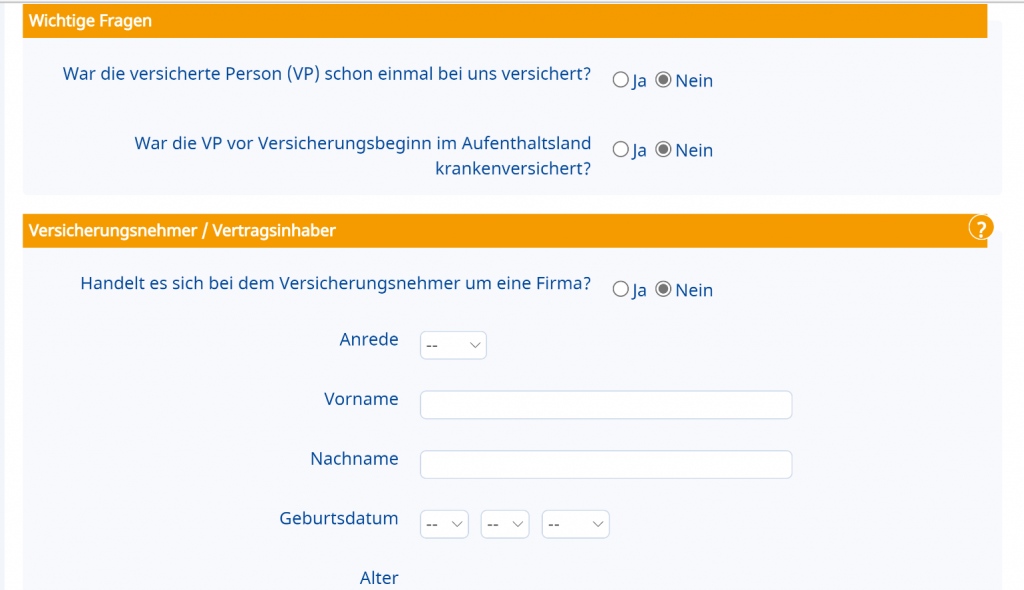 Wichtige Fragen
War die versicherte Person (VP) schon einmal bei uns versichert? Ja Nein
War die VP vor Versicherungsbeginn im Aufenthaltsland
krankenversichert? Ja Nein
Versicherungsnehmer / Vertragsinhaber ?
Handelt es sich bei dem Versicherungsnehmer um eine Firma? Ja Nein
Anrede --
Vorname
Nachname
Geburtsdatum -- -- --
Alter